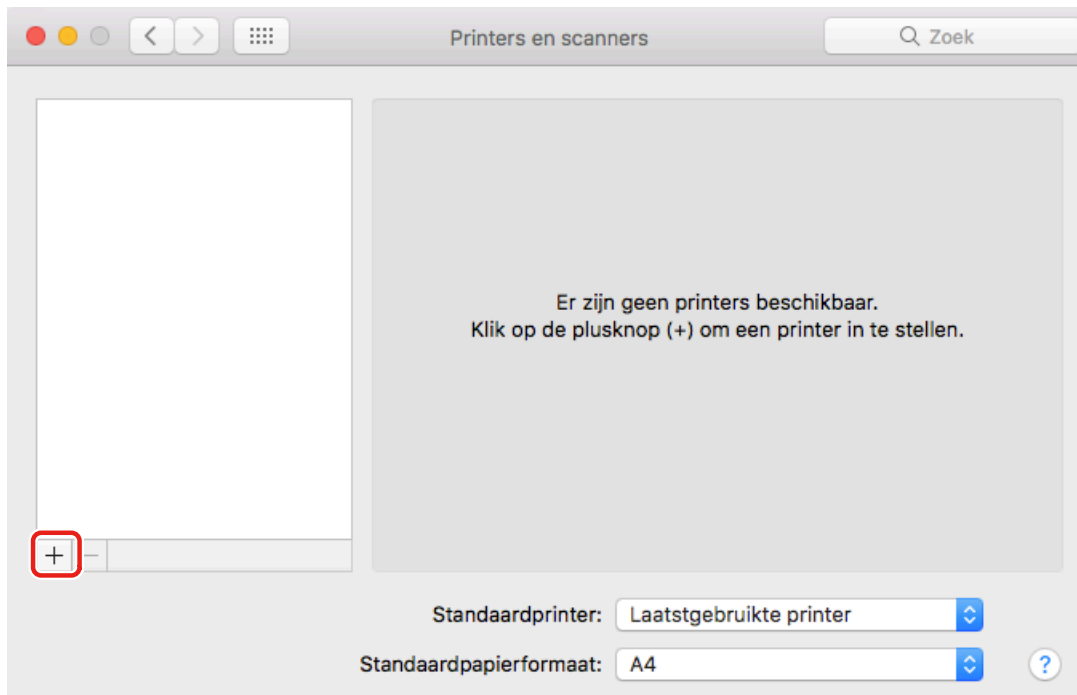 Printers en scanners
Zoek
Er zijn geen printers beschikbaar.
Klik op de plusknop (+) om een printer in te stellen.
+ −
Standaardprinter: Laatstgebruikte printer
Standaardpapierformaat: A4
?